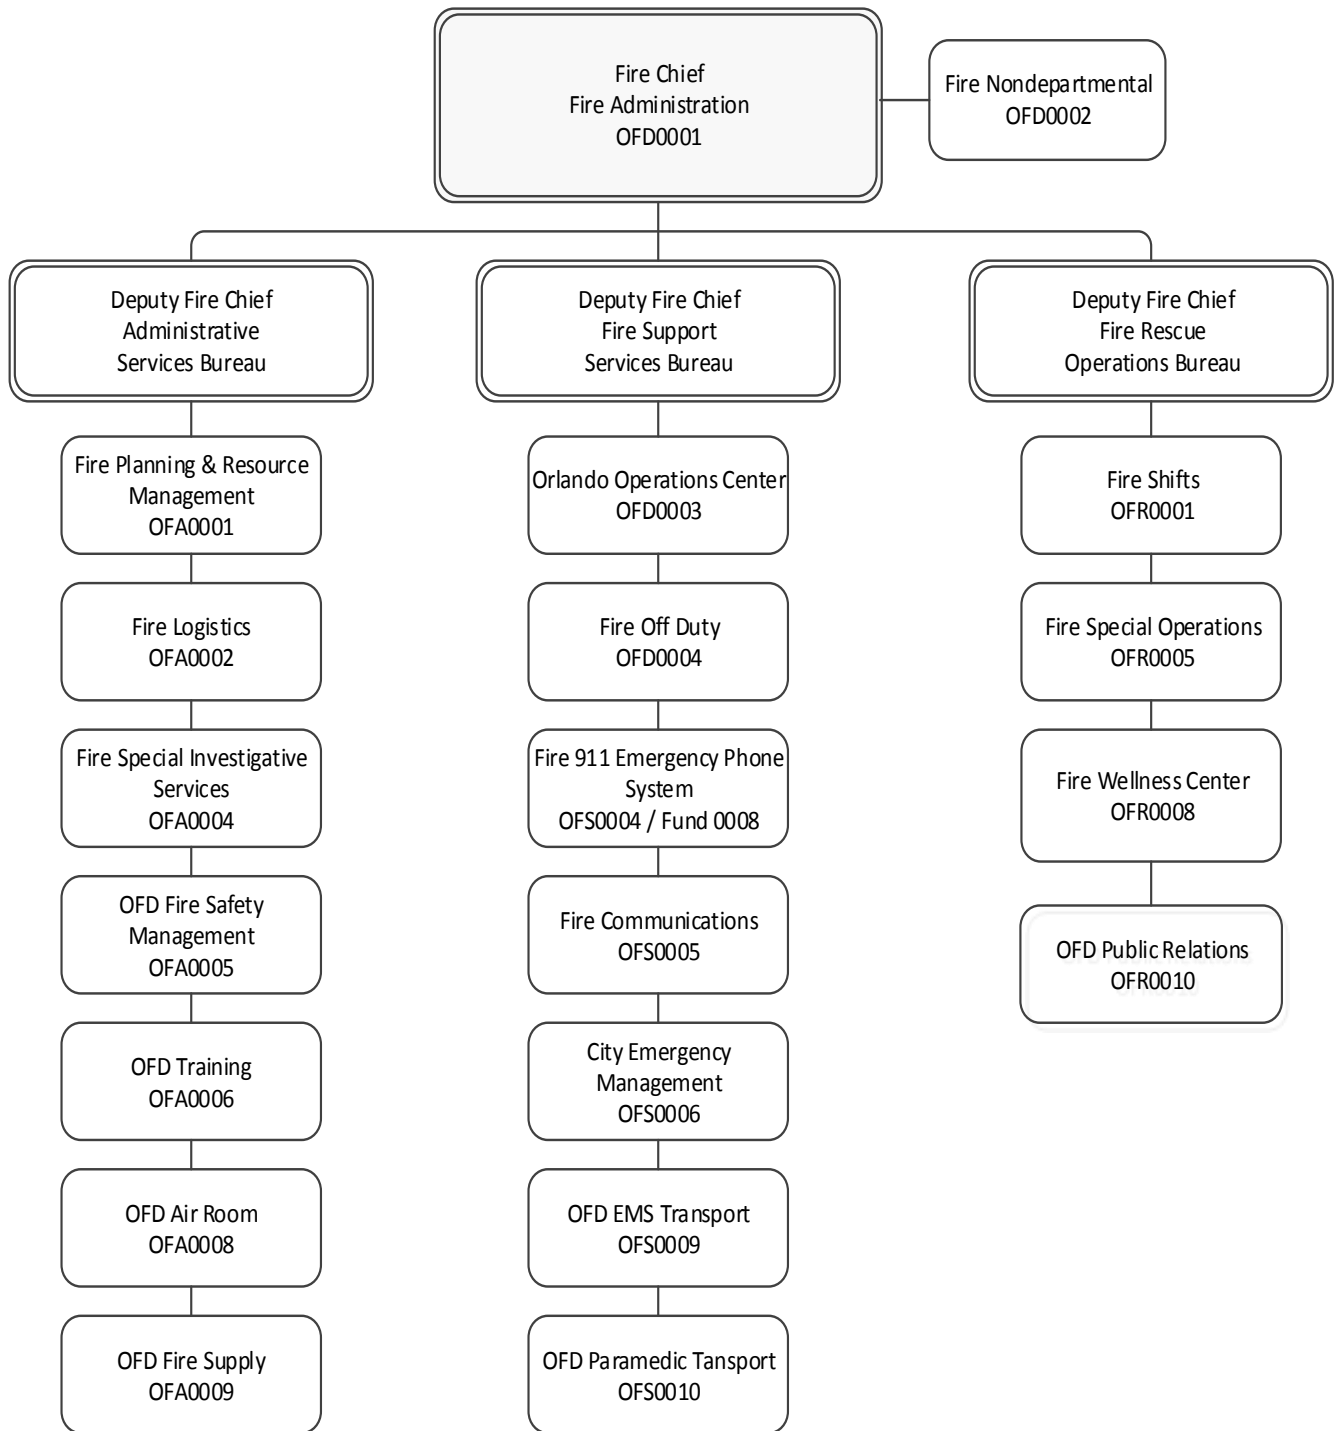 Fire Chief
Fire Administration
OFD0001
Fire Nondepartmental
OFD0002
Deputy Fire Chief
Administrative
Services Bureau
Deputy Fire Chief
Fire Support
Services Bureau
Deputy Fire Chief
Fire Rescue
Operations Bureau
Fire Planning & Resource
Management
OFA0001
Fire Logistics
OFA0002
Fire Special Investigative
Services
OFA0004
OFD Fire Safety
Management
OFA0005
OFD Training
OFA0006
OFD Air Room
OFA0008
OFD Fire Supply
OFA0009
Orlando Operations Center
OFD0003
Fire Off Duty
OFD0004
Fire 911 Emergency Phone
System
OFS0004 / Fund 0008
Fire Communications
OFS0005
City Emergency
Management
OFS0006
OFD EMS Transport
OFS0009
OFD Paramedic Tansport
OFS0010
Fire Shifts
OFR0001
Fire Special Operations
OFR0005
Fire Wellness Center
OFR0008
OFD Public Relations
OFR0010